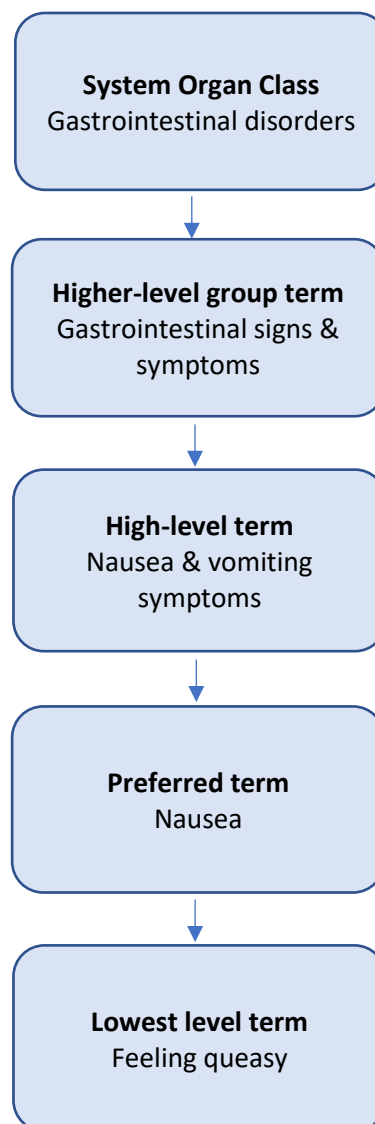 System Organ Class
Gastrointestinal disorders
Higher-level group term
Gastrointestinal signs &
symptoms
High-level term
Nausea & vomiting
symptoms
Preferred term
Nausea
Lowest level term
Feeling queasy